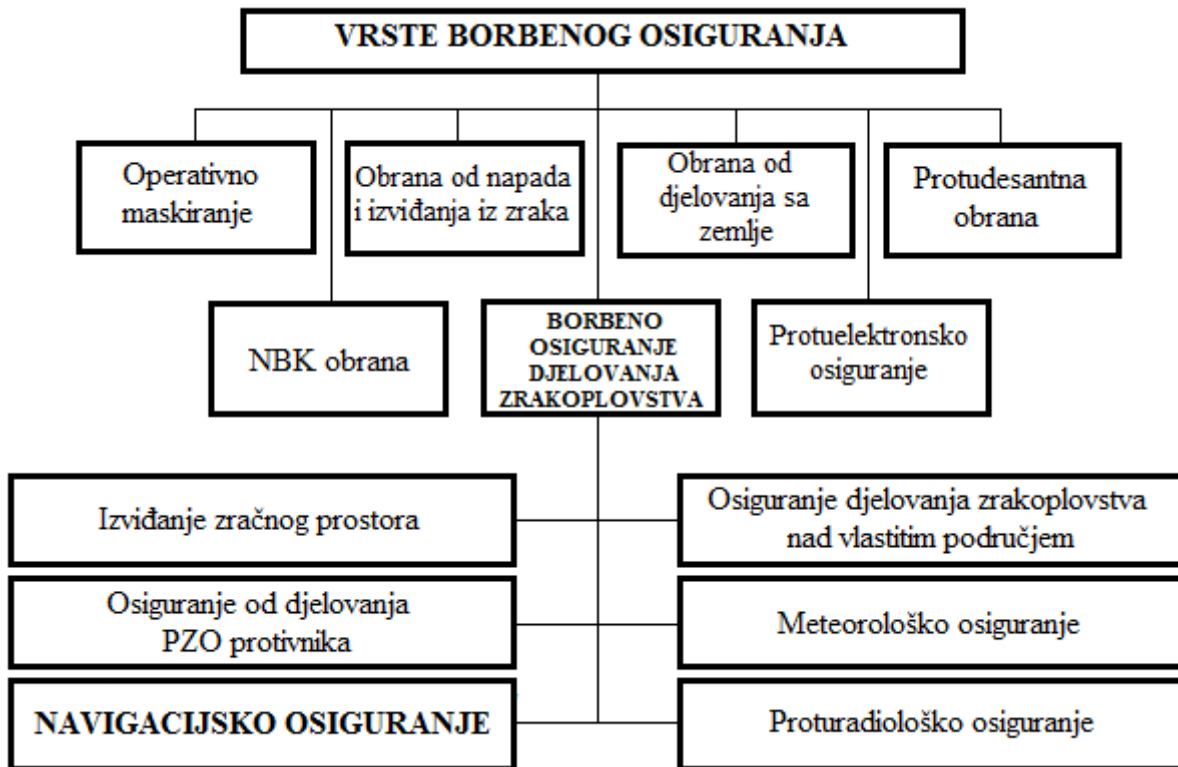 VRSTE BORBENOG OSIGURANJA
Operativno
maskiranje
Obrana od napada
i izviđanja iz zraka
Obrana od
djelovanja sa
zemlje
Protudesantna
obrana
NBK obrana
BORBENO
OSIGURANJE
DJELOVANJA
ZRAKOPLOVSTVA
Protuelektronsko
osiguranje
Izviđanje zračnog prostora
Osiguranje djelovanja zrakoplovstva
nad vlastitim područjem
Osiguranje od djelovanja
PZO protivnika
Meteorološko osiguranje
NAVIGACIJSKO OSIGURANJE
Proturadiološko osiguranje